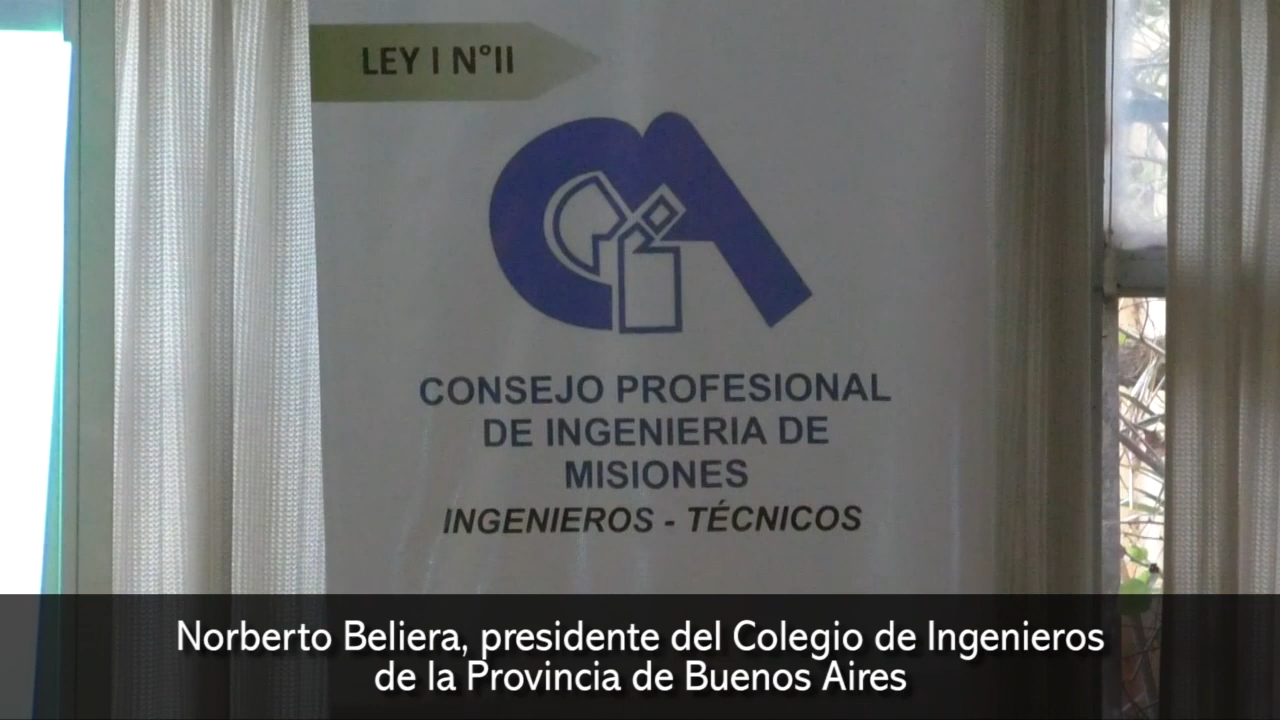 LEY I N°II
CONSEJO PROFESIONAL
DE INGENIERIA DE
MISIONES
INGENIEROS - TÉCNICOS
Norberto Beliera, presidente del Colegio de Ingenieros
de la Provincia de Buenos Aires